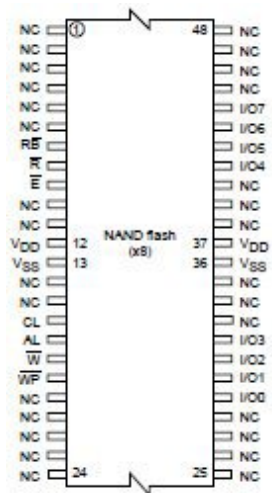 NC ① 48 NC
NC NC
NC NC
NC NC
NC I/O7
NC I/O6
RB̅ I/O5
R̅ I/O4
E̅ NC
NC NC
NC NC
NAND flash
(x8)
VDD 12 37 VDD
VSS 13 36 VSS
NC NC
NC NC
CL NC
AL I/O3
W̅ I/O2
W̅P̅ I/O1
NC I/O0
NC NC
NC NC
NC NC
NC 24 25 NC